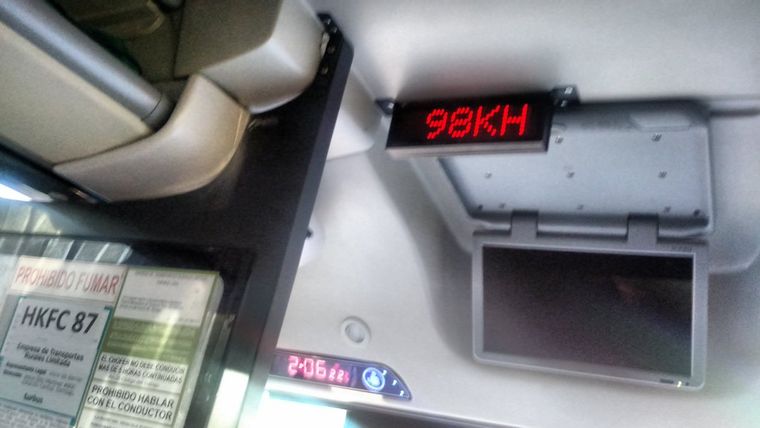 98KH
PROHIBIDO FUMAR
HKFC 87
Empresa de Transportes
Rurales Limitada
EL CHOFER NO DEBE CONDUCIR
MAS DE 5 HORAS CONTINUADAS
PROHIBIDO HABLAR
CON EL CONDUCTOR
2:06 22